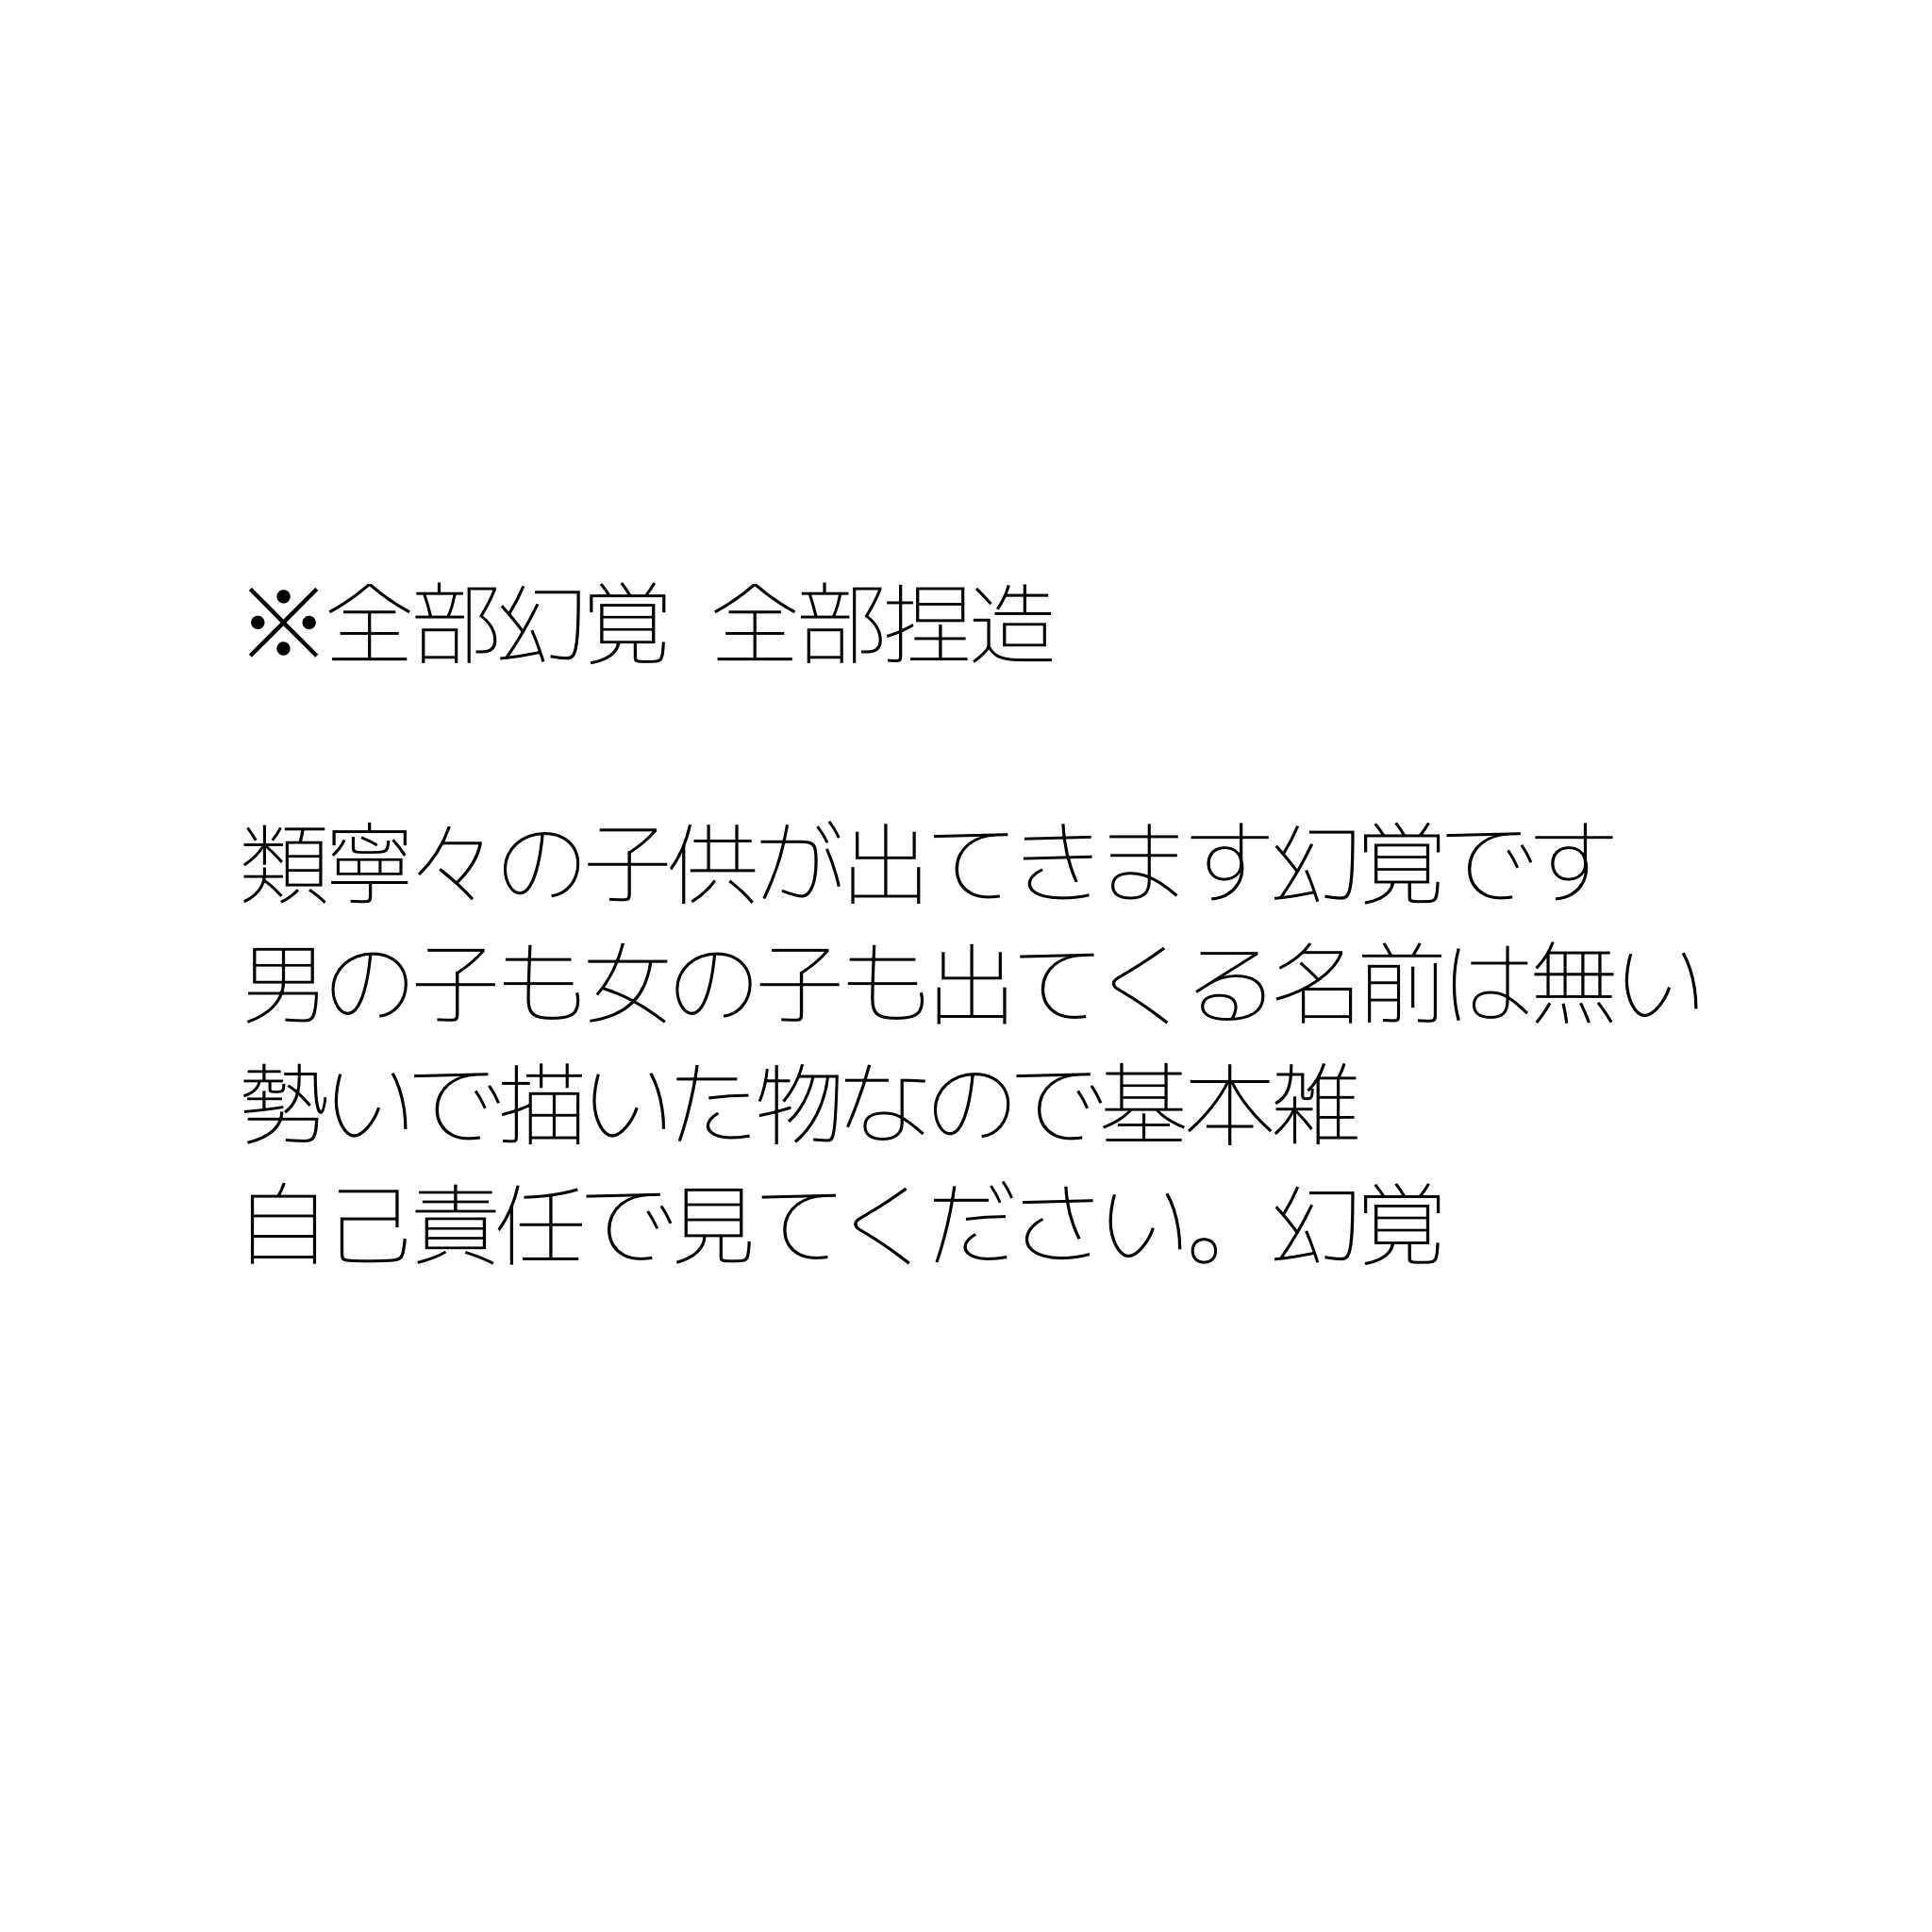 ※全部幻覚　全部捏造
類寧々の子供が出てきます幻覚です
男の子も女の子も出てくる名前は無い
勢いで描いた物なので基本雑
自己責任で見てください。幻覚